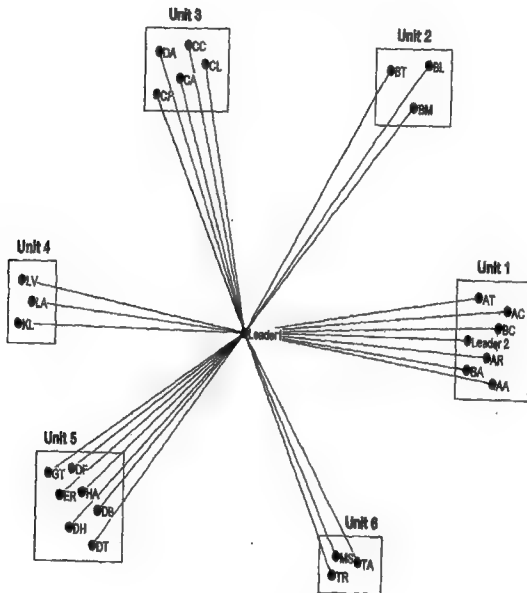 Unit 3
CC
DA
CL
CA
CP
Unit 2
BL
BT
BM
Unit 4
LV
LA
KL
Unit 1
AT
AC
BC
Leader 2
AR
BA
AA
Leader 1
Unit 5
GT
DF
ER
HA
DB
DH
DT
Unit 6
MS
TA
TR